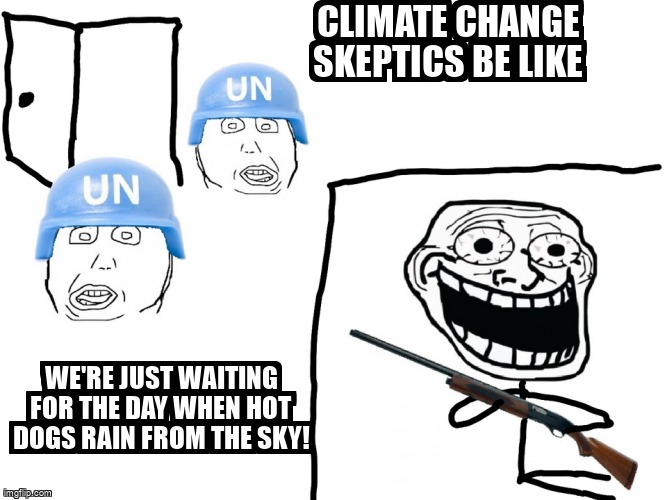 CLIMATE CHANGE
SKEPTICS BE LIKE
UN
UN
WE'RE JUST WAITING
FOR THE DAY WHEN HOT
DOGS RAIN FROM THE SKY!
imgflip.com